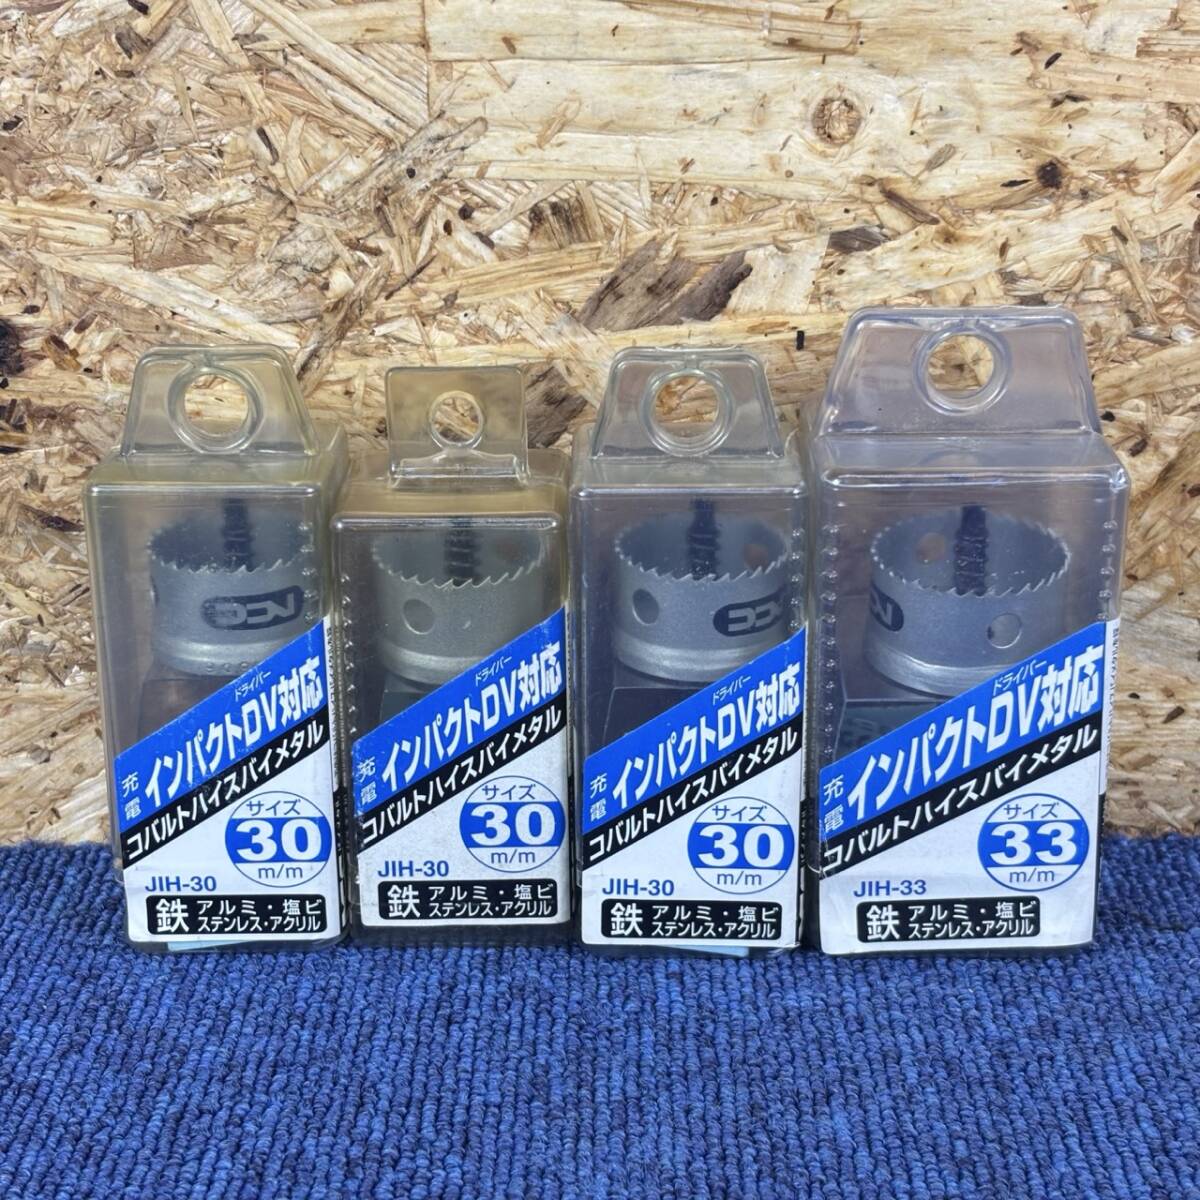 ドライバー
充電 インパクトDV対応
コバルトハイスバイメタル
サイズ
30
m/m
JIH-30
鉄 アルミ・塩ビ
ステンレス・アクリル
ドライバー
充電 インパクトDV対応
コバルトハイスバイメタル
サイズ
30
m/m
JIH-30
鉄 アルミ・塩ビ
ステンレス・アクリル
ドライバー
充電 インパクトDV対応
コバルトハイスバイメタル
サイズ
30
m/m
JIH-30
鉄 アルミ・塩ビ
ステンレス・アクリル
ドライバー
充電 インパクトDV対応
コバルトハイスバイメタル
サイズ
33
m/m
JIH-33
鉄 アルミ・塩ビ
ステンレス・アクリル